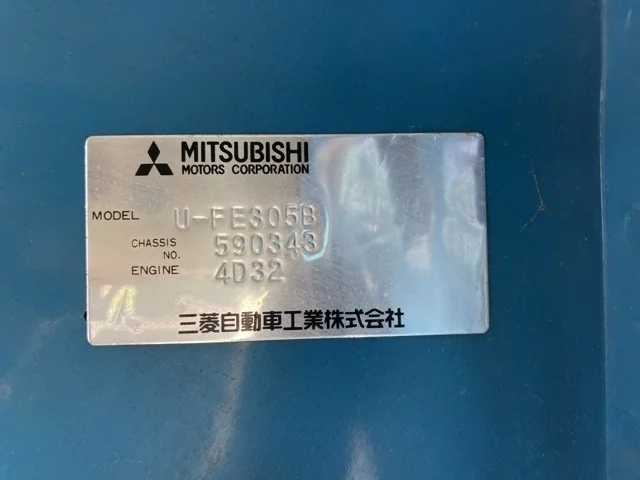 MITSUBISHI
MOTORS CORPORATION
MODEL U-FE305B
CHASSIS NO. 590343
ENGINE 4D32
三菱自動車工業株式会社